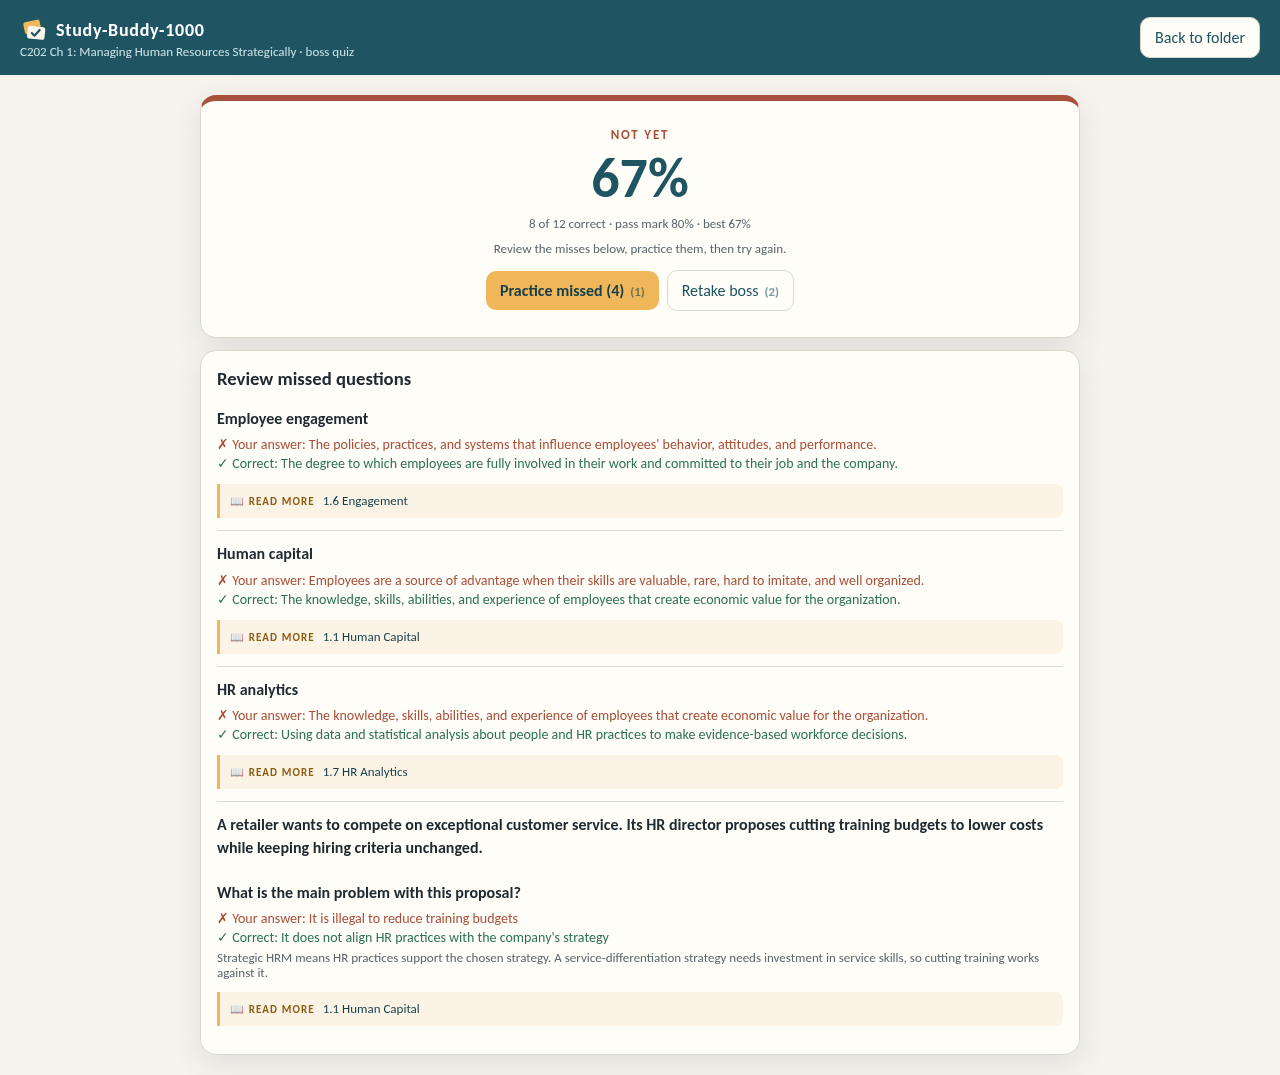 Study-Buddy-1000
C202 Ch 1: Managing Human Resources Strategically · boss quiz
Back to folder
NOT YET
67%
8 of 12 correct · pass mark 80% · best 67%
Review the misses below, practice them, then try again.
Practice missed (4) (1)
Retake boss (2)
Review missed questions
Employee engagement
✗ Your answer: The policies, practices, and systems that influence employees' behavior, attitudes, and performance.
✓ Correct: The degree to which employees are fully involved in their work and committed to their job and the company.
📖 READ MORE 1.6 Engagement
Human capital
✗ Your answer: Employees are a source of advantage when their skills are valuable, rare, hard to imitate, and well organized.
✓ Correct: The knowledge, skills, abilities, and experience of employees that create economic value for the organization.
📖 READ MORE 1.1 Human Capital
HR analytics
✗ Your answer: The knowledge, skills, abilities, and experience of employees that create economic value for the organization.
✓ Correct: Using data and statistical analysis about people and HR practices to make evidence-based workforce decisions.
📖 READ MORE 1.7 HR Analytics
A retailer wants to compete on exceptional customer service. Its HR director proposes cutting training budgets to lower costs
while keeping hiring criteria unchanged.
What is the main problem with this proposal?
✗ Your answer: It is illegal to reduce training budgets
✓ Correct: It does not align HR practices with the company's strategy
Strategic HRM means HR practices support the chosen strategy. A service-differentiation strategy needs investment in service skills, so cutting training works
against it.
📖 READ MORE 1.1 Human Capital